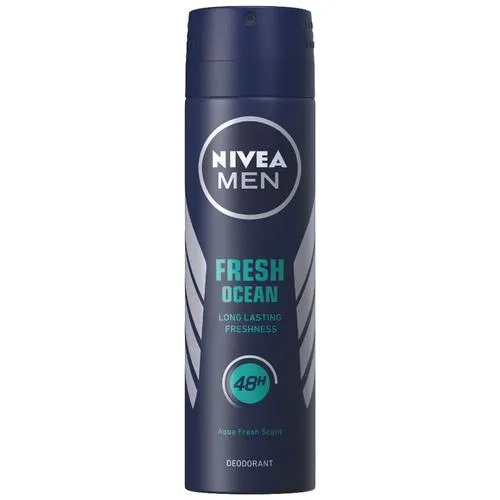 NIVEA
MEN
FRESH
OCEAN
LONG LASTING
FRESHNESS
48H
Aqua Fresh Scent
DEODORANT